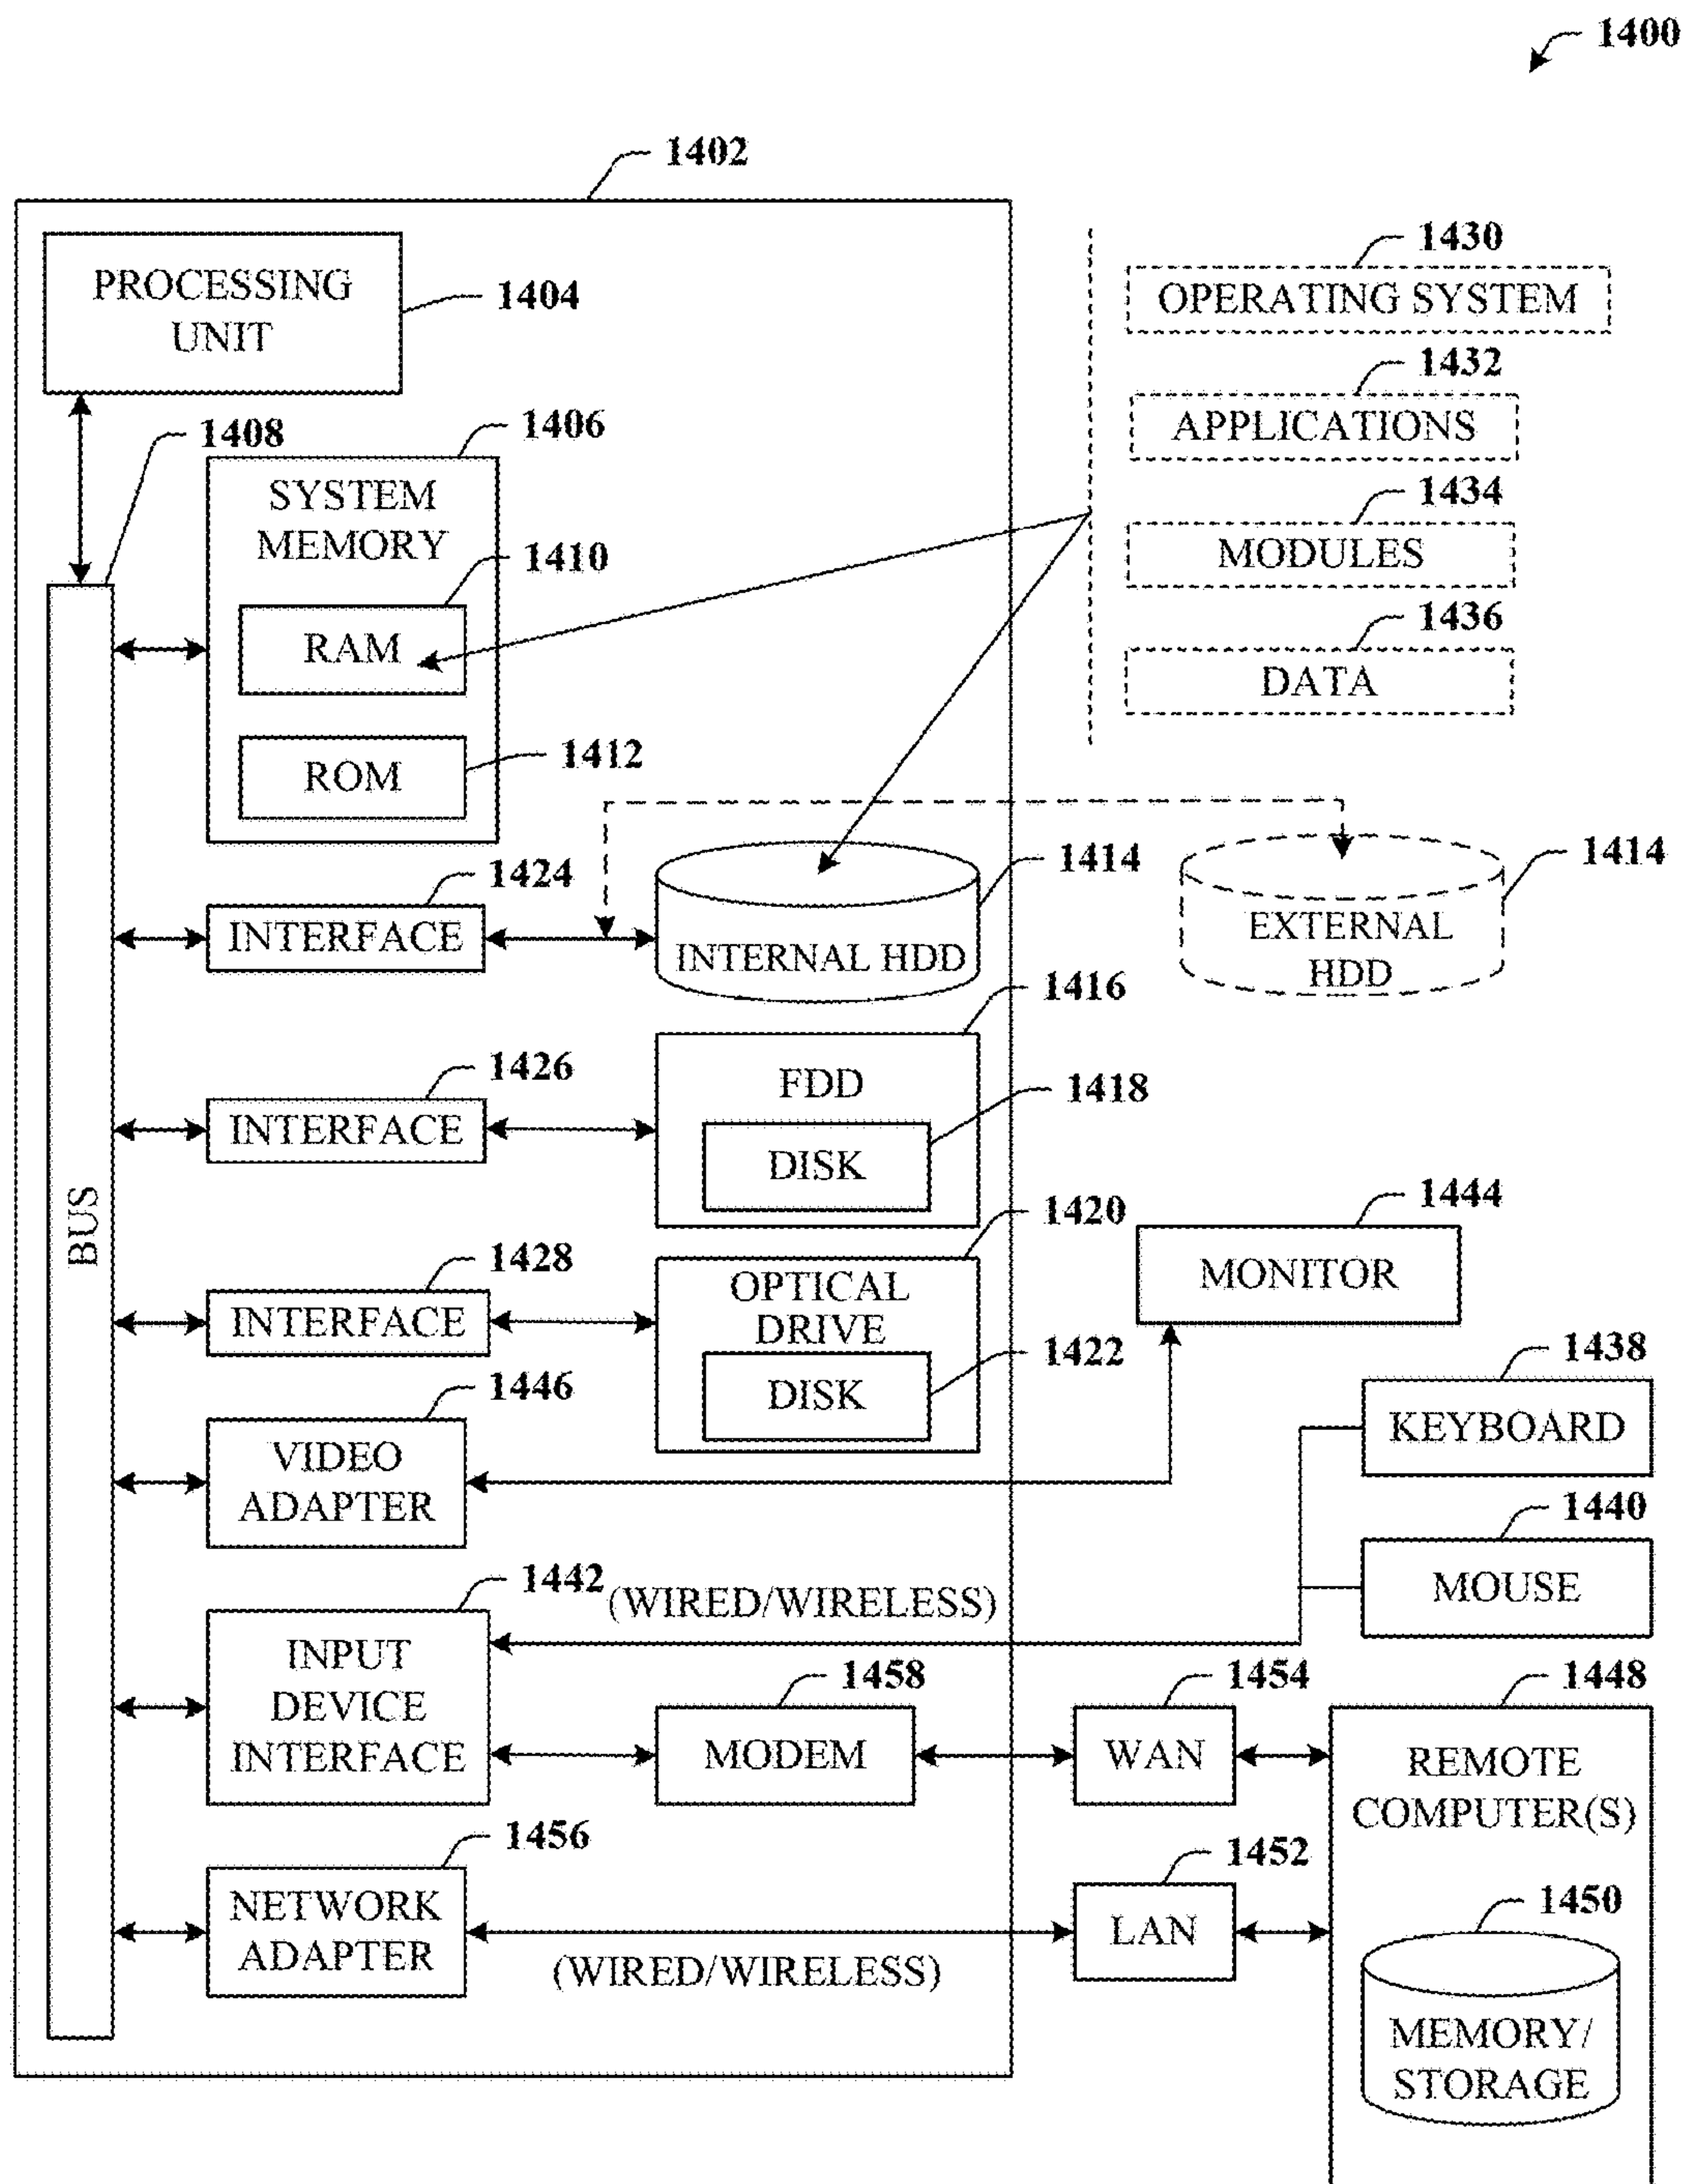 1400
1402
PROCESSING
UNIT
1404
1430
OPERATING SYSTEM
1432
APPLICATIONS
1434
MODULES
1436
DATA
1408
1406
SYSTEM
MEMORY
1410
RAM
1412
ROM
1424
INTERFACE
1414
INTERNAL HDD
1414
EXTERNAL
HDD
1416
FDD
1426
INTERFACE
1418
DISK
BUS
1420
OPTICAL
DRIVE
1428
INTERFACE
1422
DISK
1444
MONITOR
1446
VIDEO
ADAPTER
1438
KEYBOARD
1440
MOUSE
1442
(WIRED/WIRELESS)
INPUT
DEVICE
INTERFACE
1458
MODEM
1454
WAN
1448
REMOTE
COMPUTER(S)
1456
NETWORK
ADAPTER
(WIRED/WIRELESS)
1452
LAN
1450
MEMORY/
STORAGE